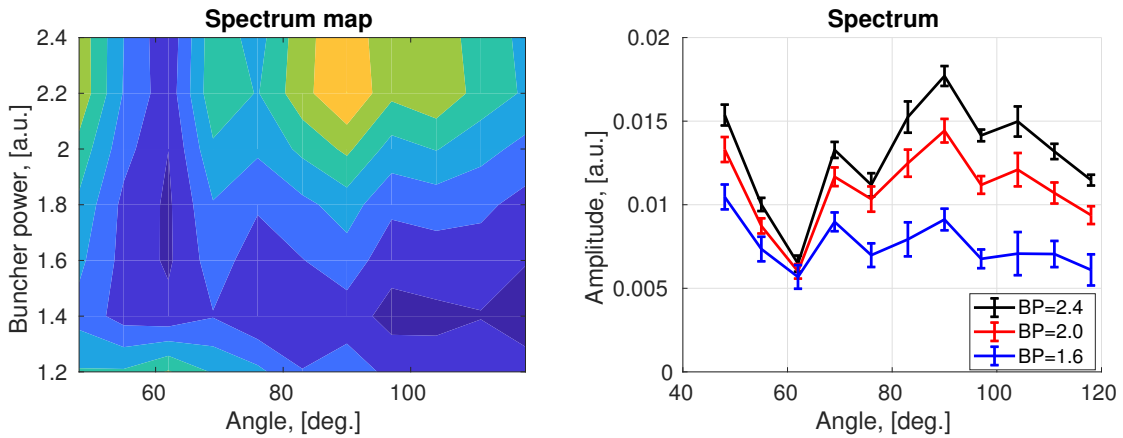 Spectrum map
2.4
2.2
2
1.8
1.6
1.4
1.2
Buncher power, [a.u.]
60
80
100
Angle, [deg.]
Spectrum
0.02
0.015
0.01
0.005
0
Amplitude, [a.u.]
BP=2.4
BP=2.0
BP=1.6
40
60
80
100
120
Angle, [deg.]